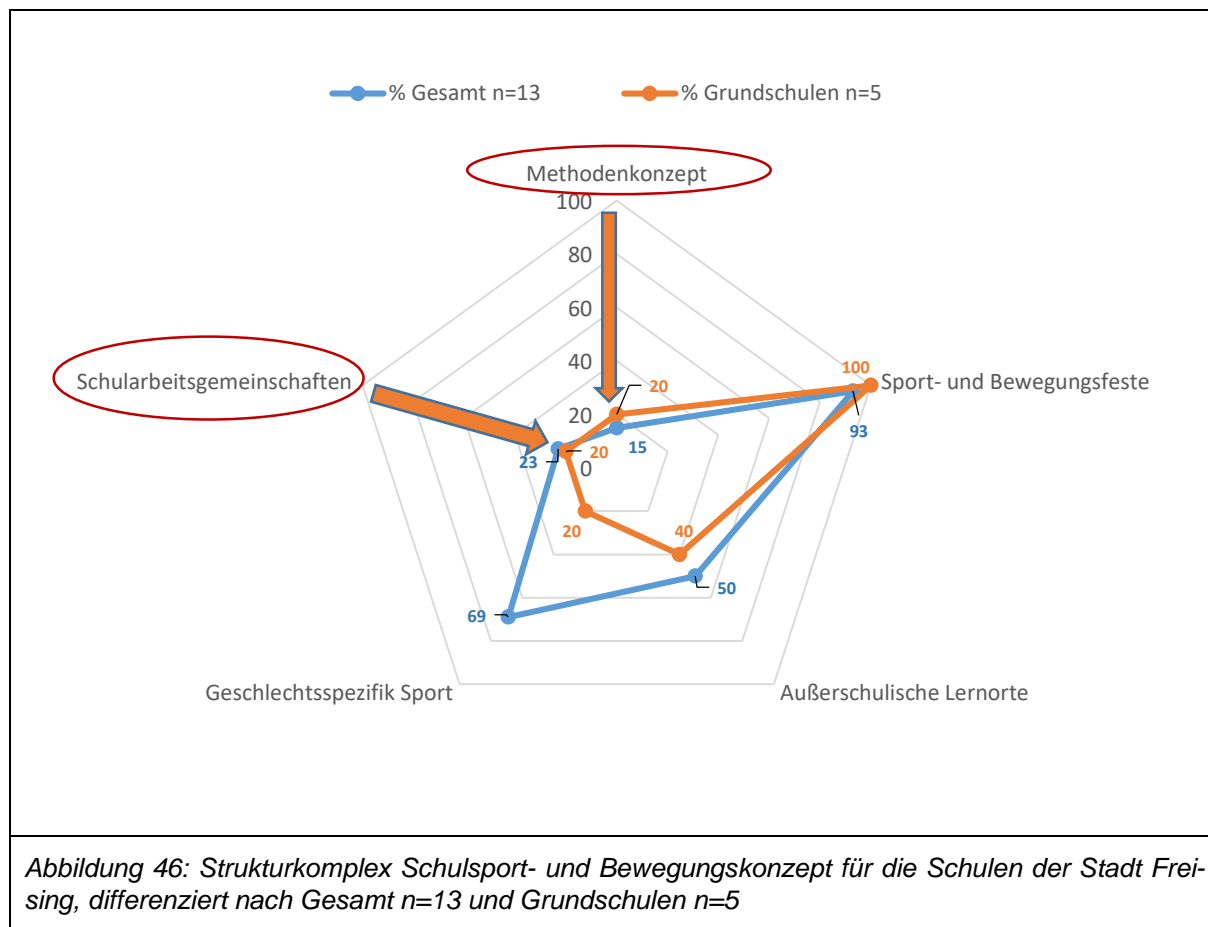 % Gesamt n=13 % Grundschulen n=5
Methodenkonzept
100
80
60
40
20
0
20
15
100
Sport- und Bewegungsfeste
93
Schularbeitsgemeinschaften
23
20
20
40
50
69
Geschlechtsspezifik Sport
Außerschulische Lernorte
Abbildung 46: Strukturkomplex Schulsport- und Bewegungskonzept für die Schulen der Stadt Frei-
sing, differenziert nach Gesamt n=13 und Grundschulen n=5